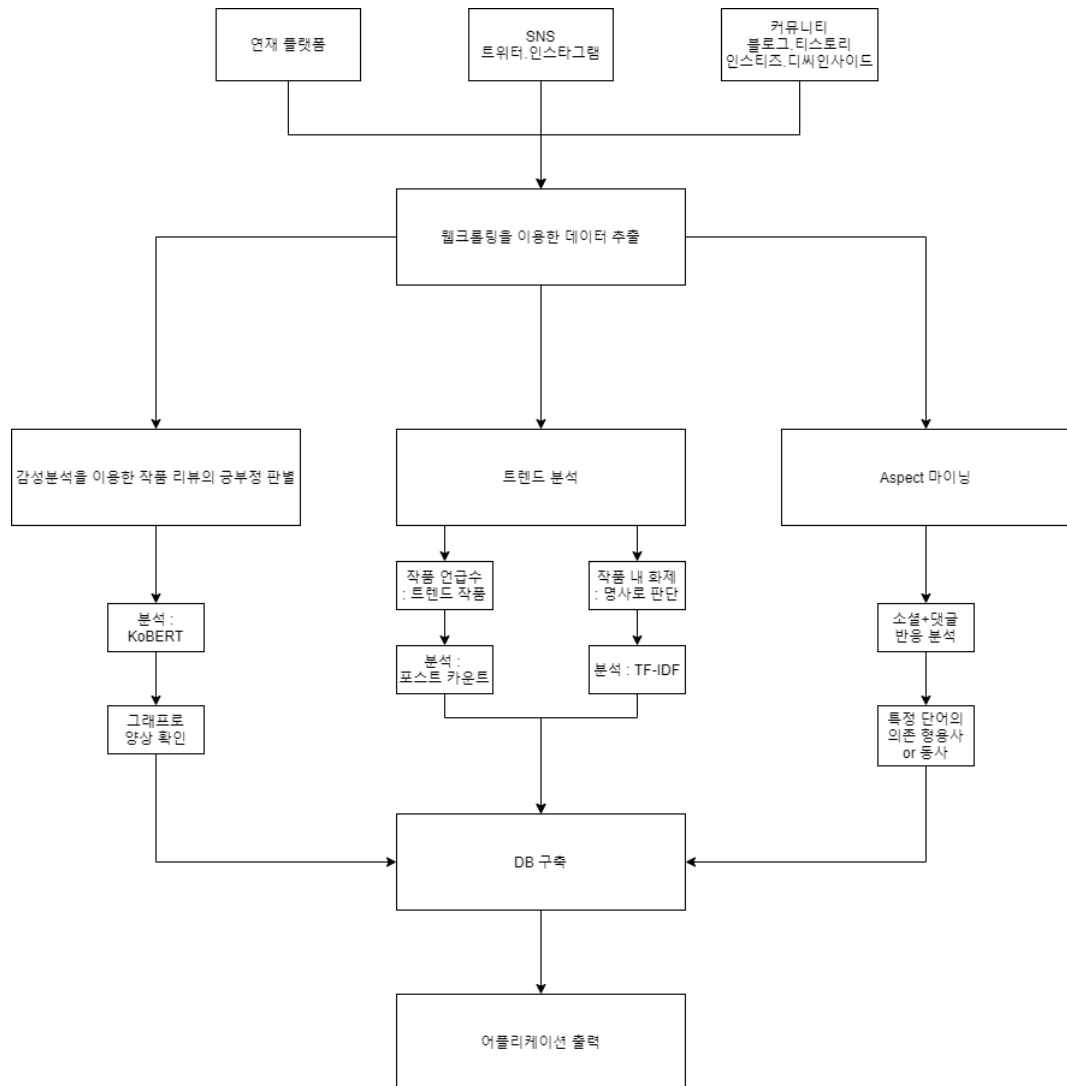 연재 플랫폼
SNS
트위터.인스타그램
커뮤니티
블로그.티스토리
인스티즈.디씨인사이드
웹크롤링을 이용한 데이터 추출
감성분석을 이용한 작품 리뷰의 긍부정 판별
트렌드 분석
Aspect 마이닝
작품 언급수
: 트렌드 작품
작품 내 화제
: 명사로 판단
분석 :
KoBERT
소셜+댓글
반응 분석
분석 :
포스트 카운트
분석 : TF-IDF
그래프로
양상 확인
특정 단어의
의존 형용사
or 동사
DB 구축
어플리케이션 출력